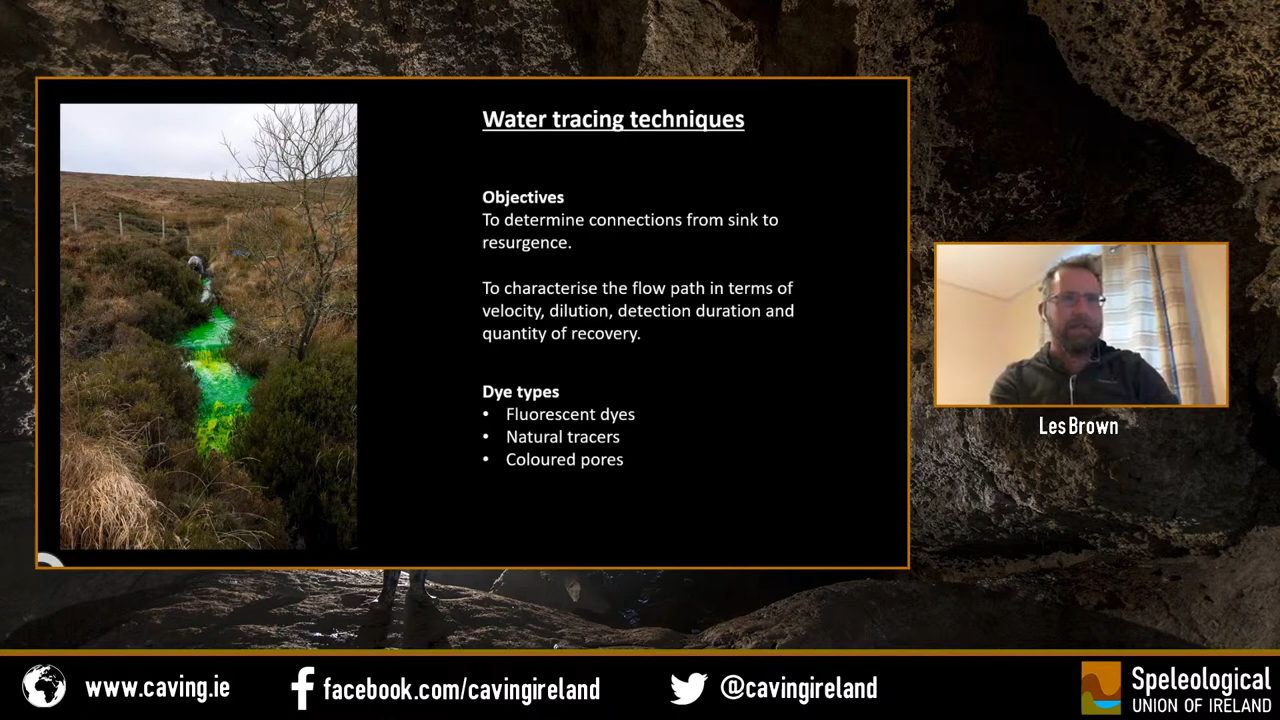 Water tracing techniques
Objectives
To determine connections from sink to
resurgence.
To characterise the flow path in terms of
velocity, dilution, detection duration and
quantity of recovery.
Dye types
• Fluorescent dyes
• Natural tracers
• Coloured pores
Les Brown
www.caving.ie
facebook.com/cavingireland
@cavingireland
Speleological
UNION OF IRELAND